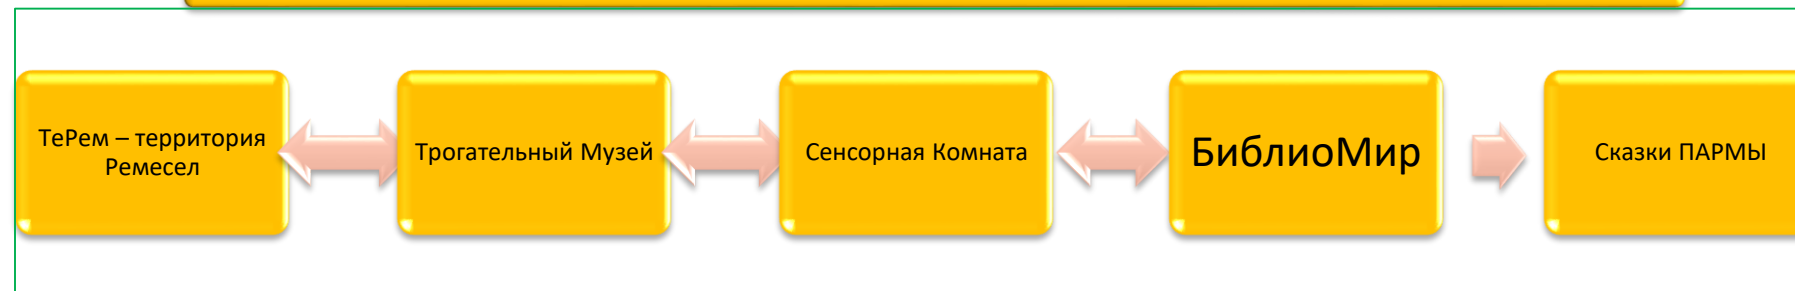 ТеРем – территория
Ремесел
Трогательный Музей
Сенсорная Комната
БиблиоМир
Сказки ПАРМЫ